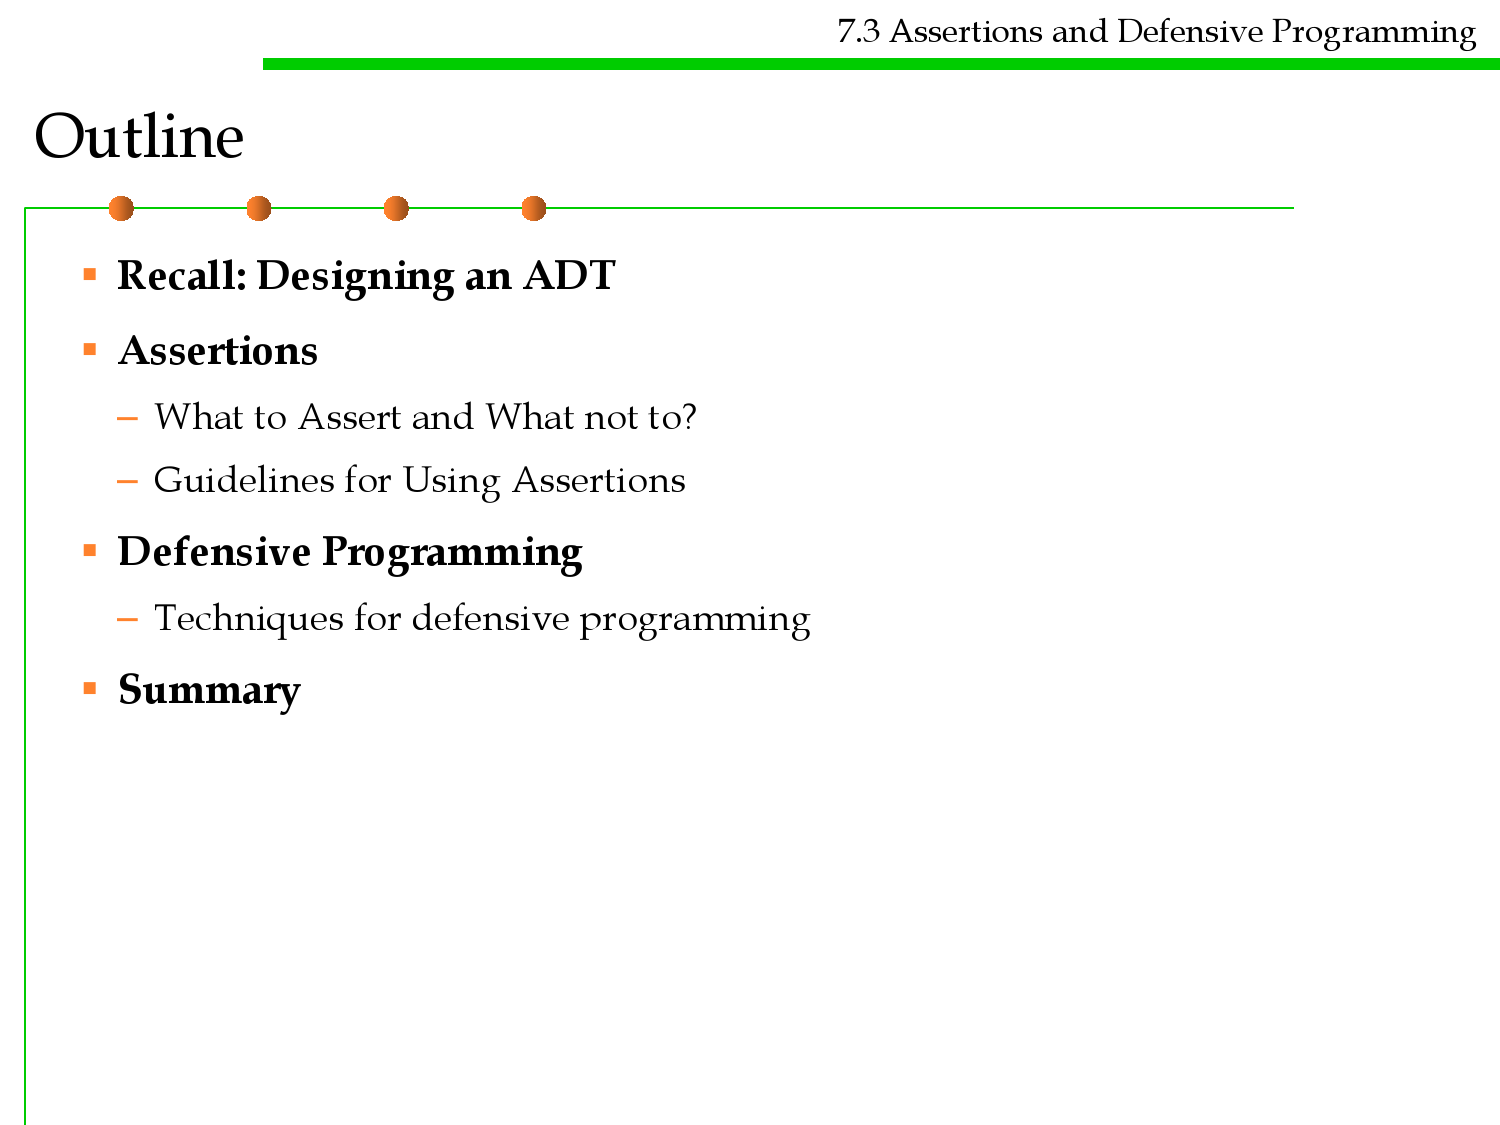 7.3 Assertions and Defensive Programming
Outline
▪ Recall: Designing an ADT
▪ Assertions
– What to Assert and What not to?
– Guidelines for Using Assertions
▪ Defensive Programming
– Techniques for defensive programming
▪ Summary